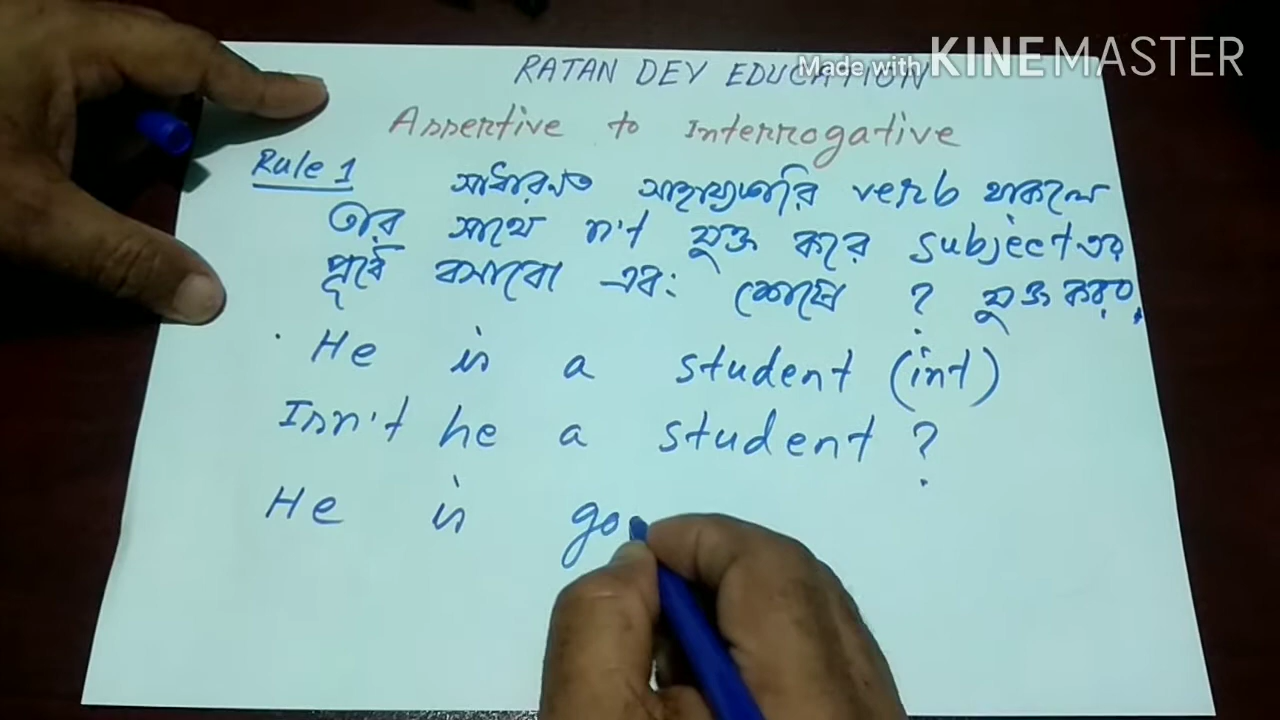 Made with KINEMASTER
RATAN DEY EDUCATION
Assertive to Interrogative
Rule 1 সাধারণত সাহায্যকারি verb থাকলে
তার সাথে n't যুক্ত করে subject এর
পূর্বে বসাবো এবং শেষে ? যুক্ত করব,
He is a student (int)
Isn't he a student ?
He is go